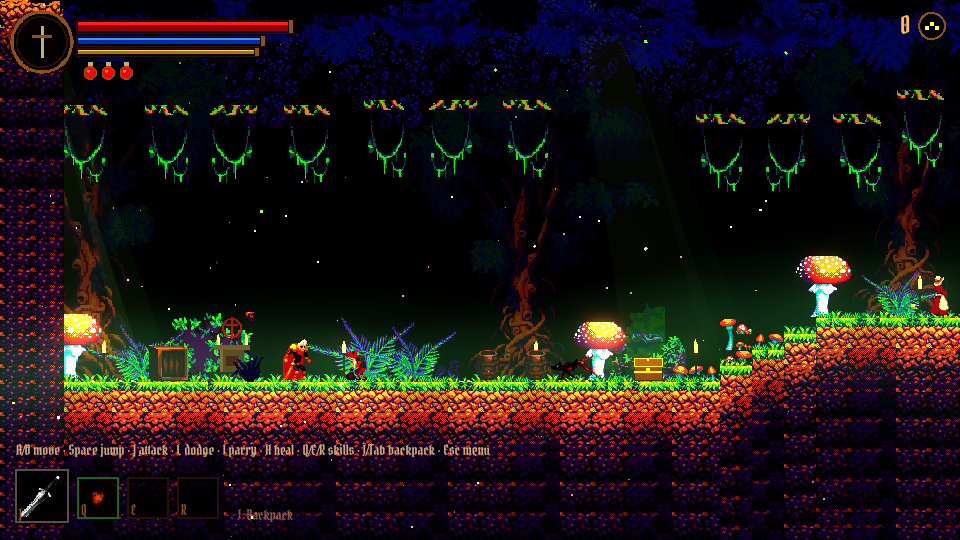 0
A/D move · Space jump · J attack · L dodge · I parry · H heal · Q/E/R skills · I/Tab backpack · Esc menu
Q
E
R
I Backpack